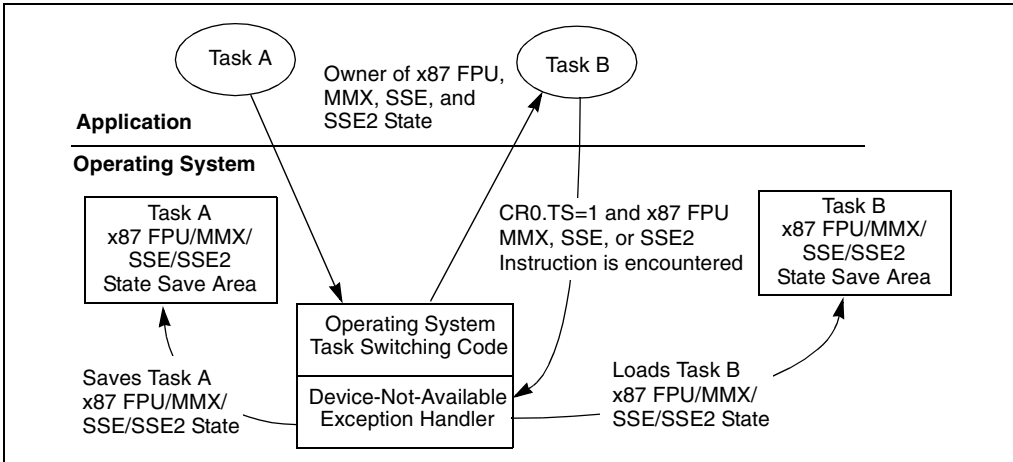 Task A
Owner of x87 FPU,
MMX, SSE, and
SSE2 State
Task B
Application
Operating System
Task A
x87 FPU/MMX/
SSE/SSE2
State Save Area
CR0.TS=1 and x87 FPU
MMX, SSE, or SSE2
Instruction is encountered
Task B
x87 FPU/MMX/
SSE/SSE2
State Save Area
Operating System
Task Switching Code
Device-Not-Available
Exception Handler
Saves Task A
x87 FPU/MMX/
SSE/SSE2 State
Loads Task B
x87 FPU/MMX/
SSE/SSE2 State